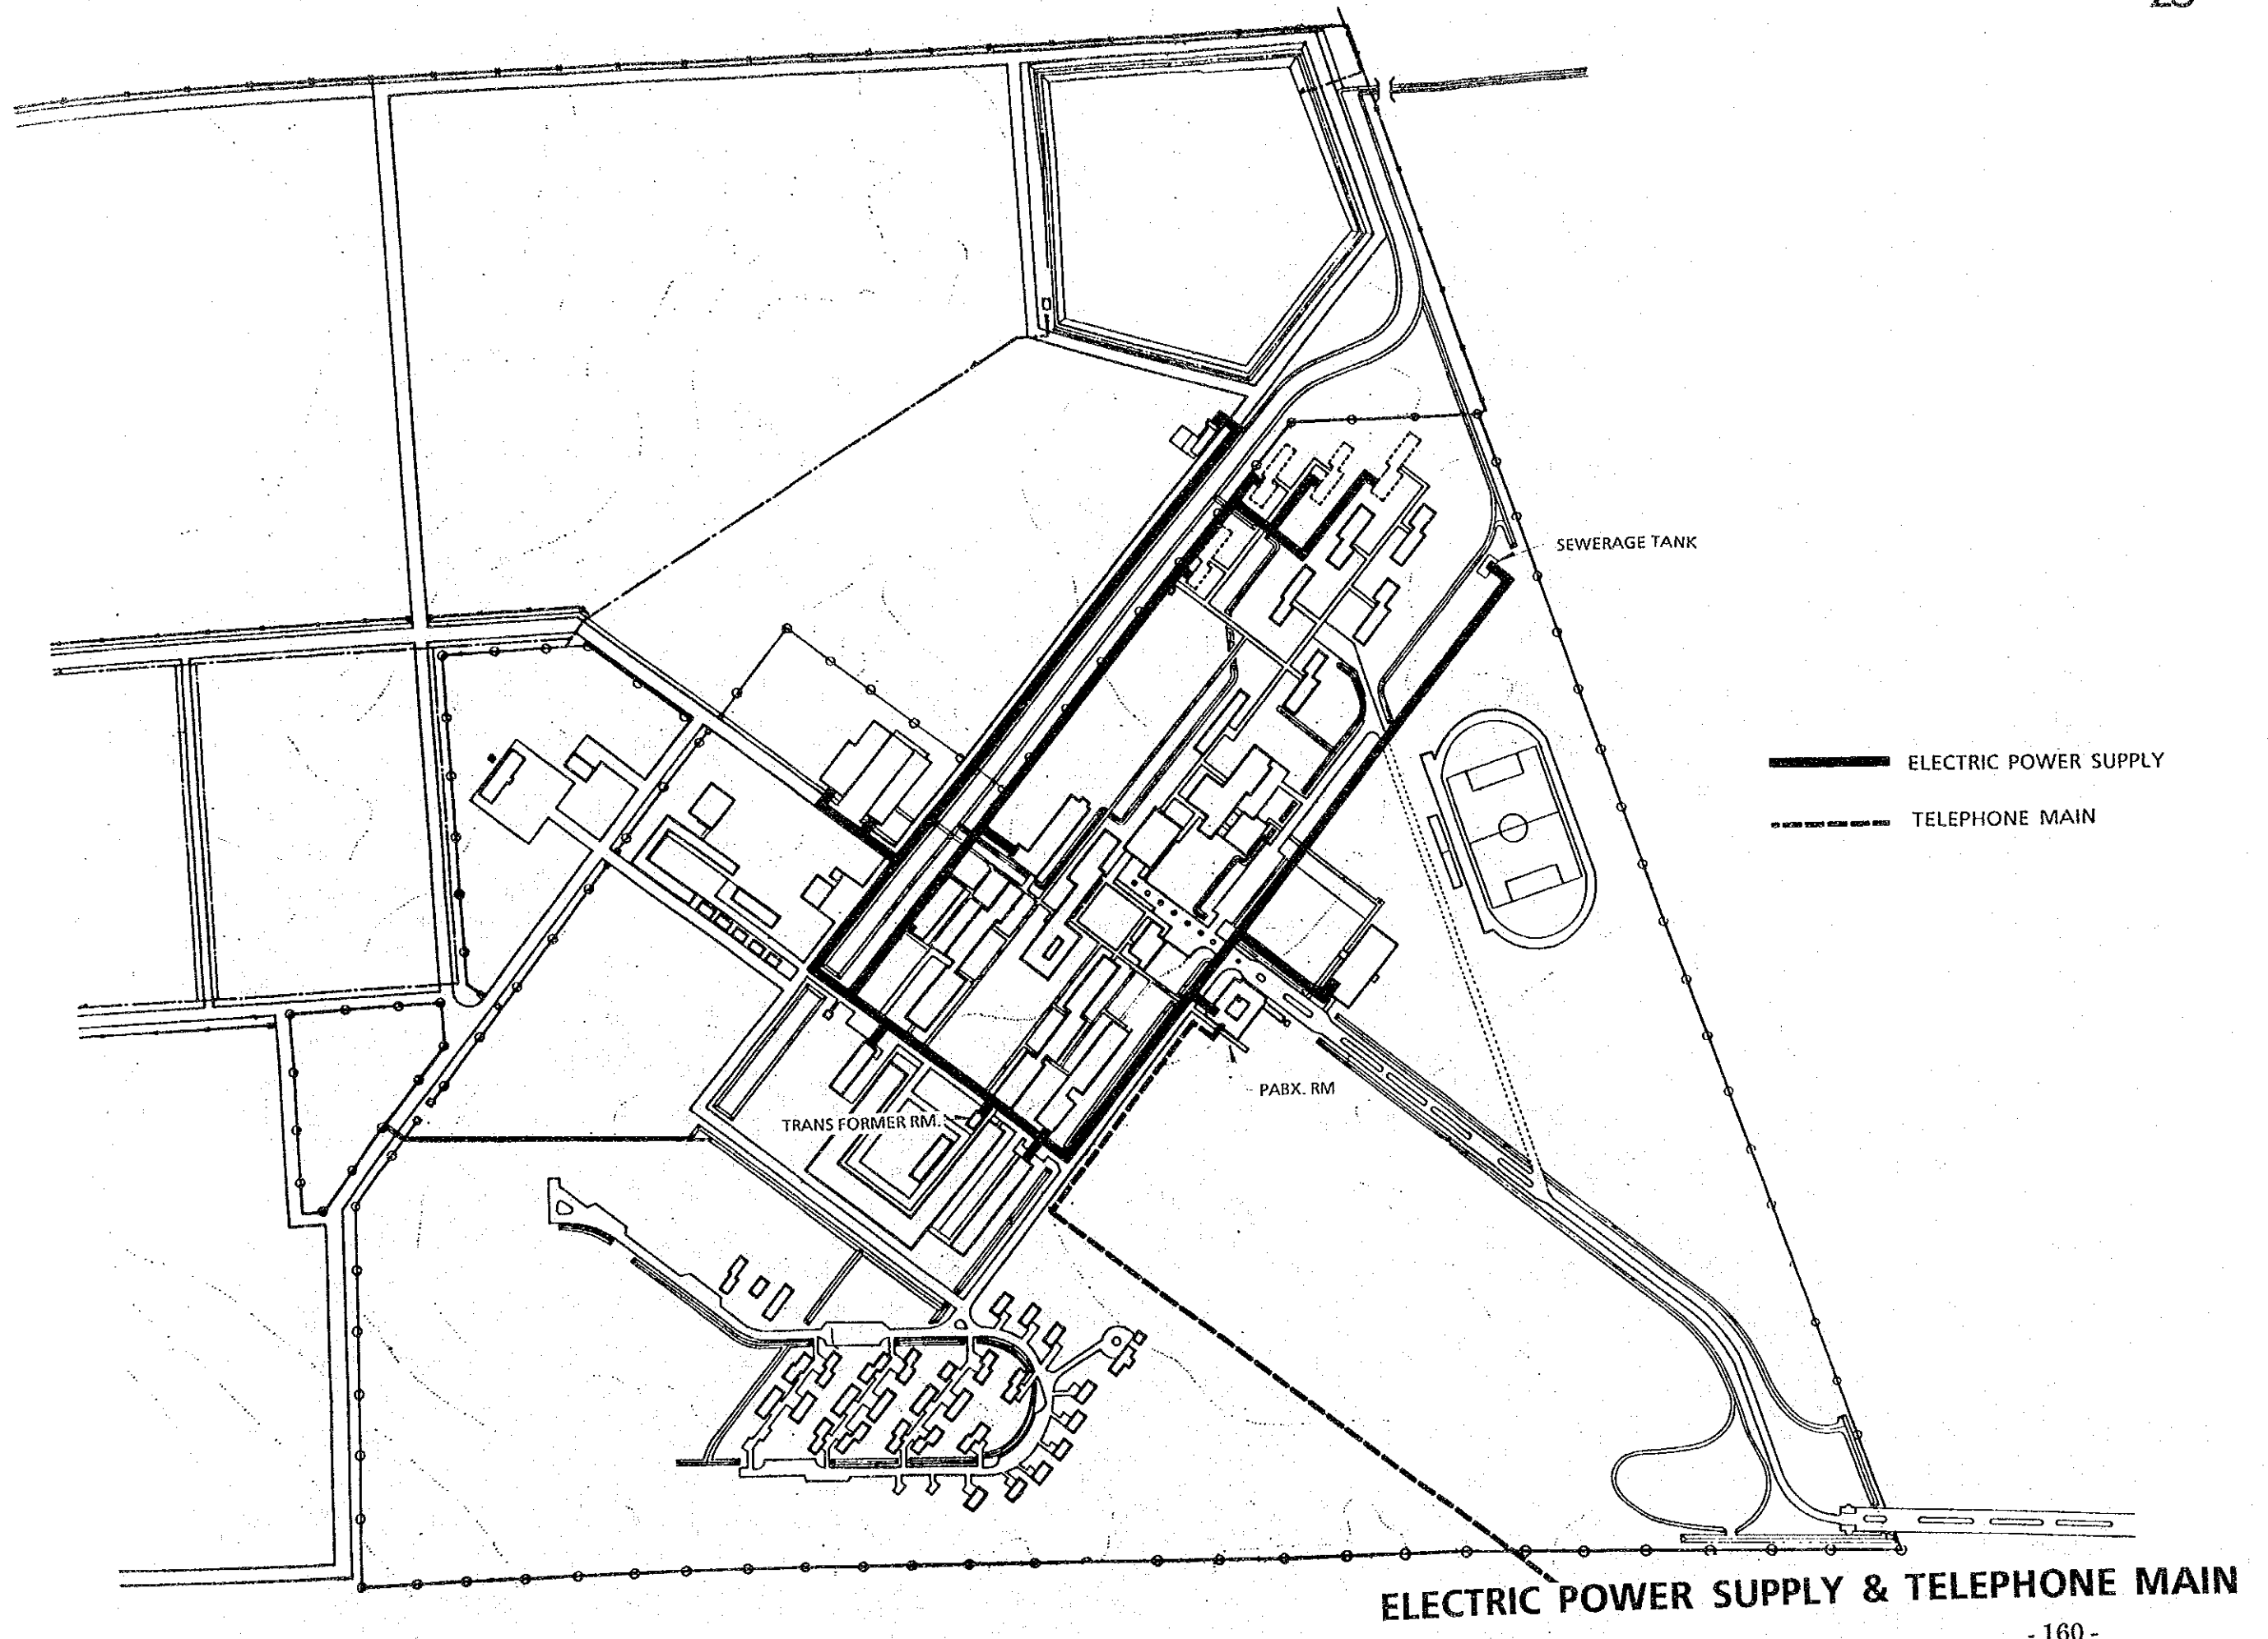 SEWERAGE TANK
ELECTRIC POWER SUPPLY
TELEPHONE MAIN
PABX. RM
TRANS FORMER RM.
ELECTRIC POWER SUPPLY & TELEPHONE MAIN
- 160 -